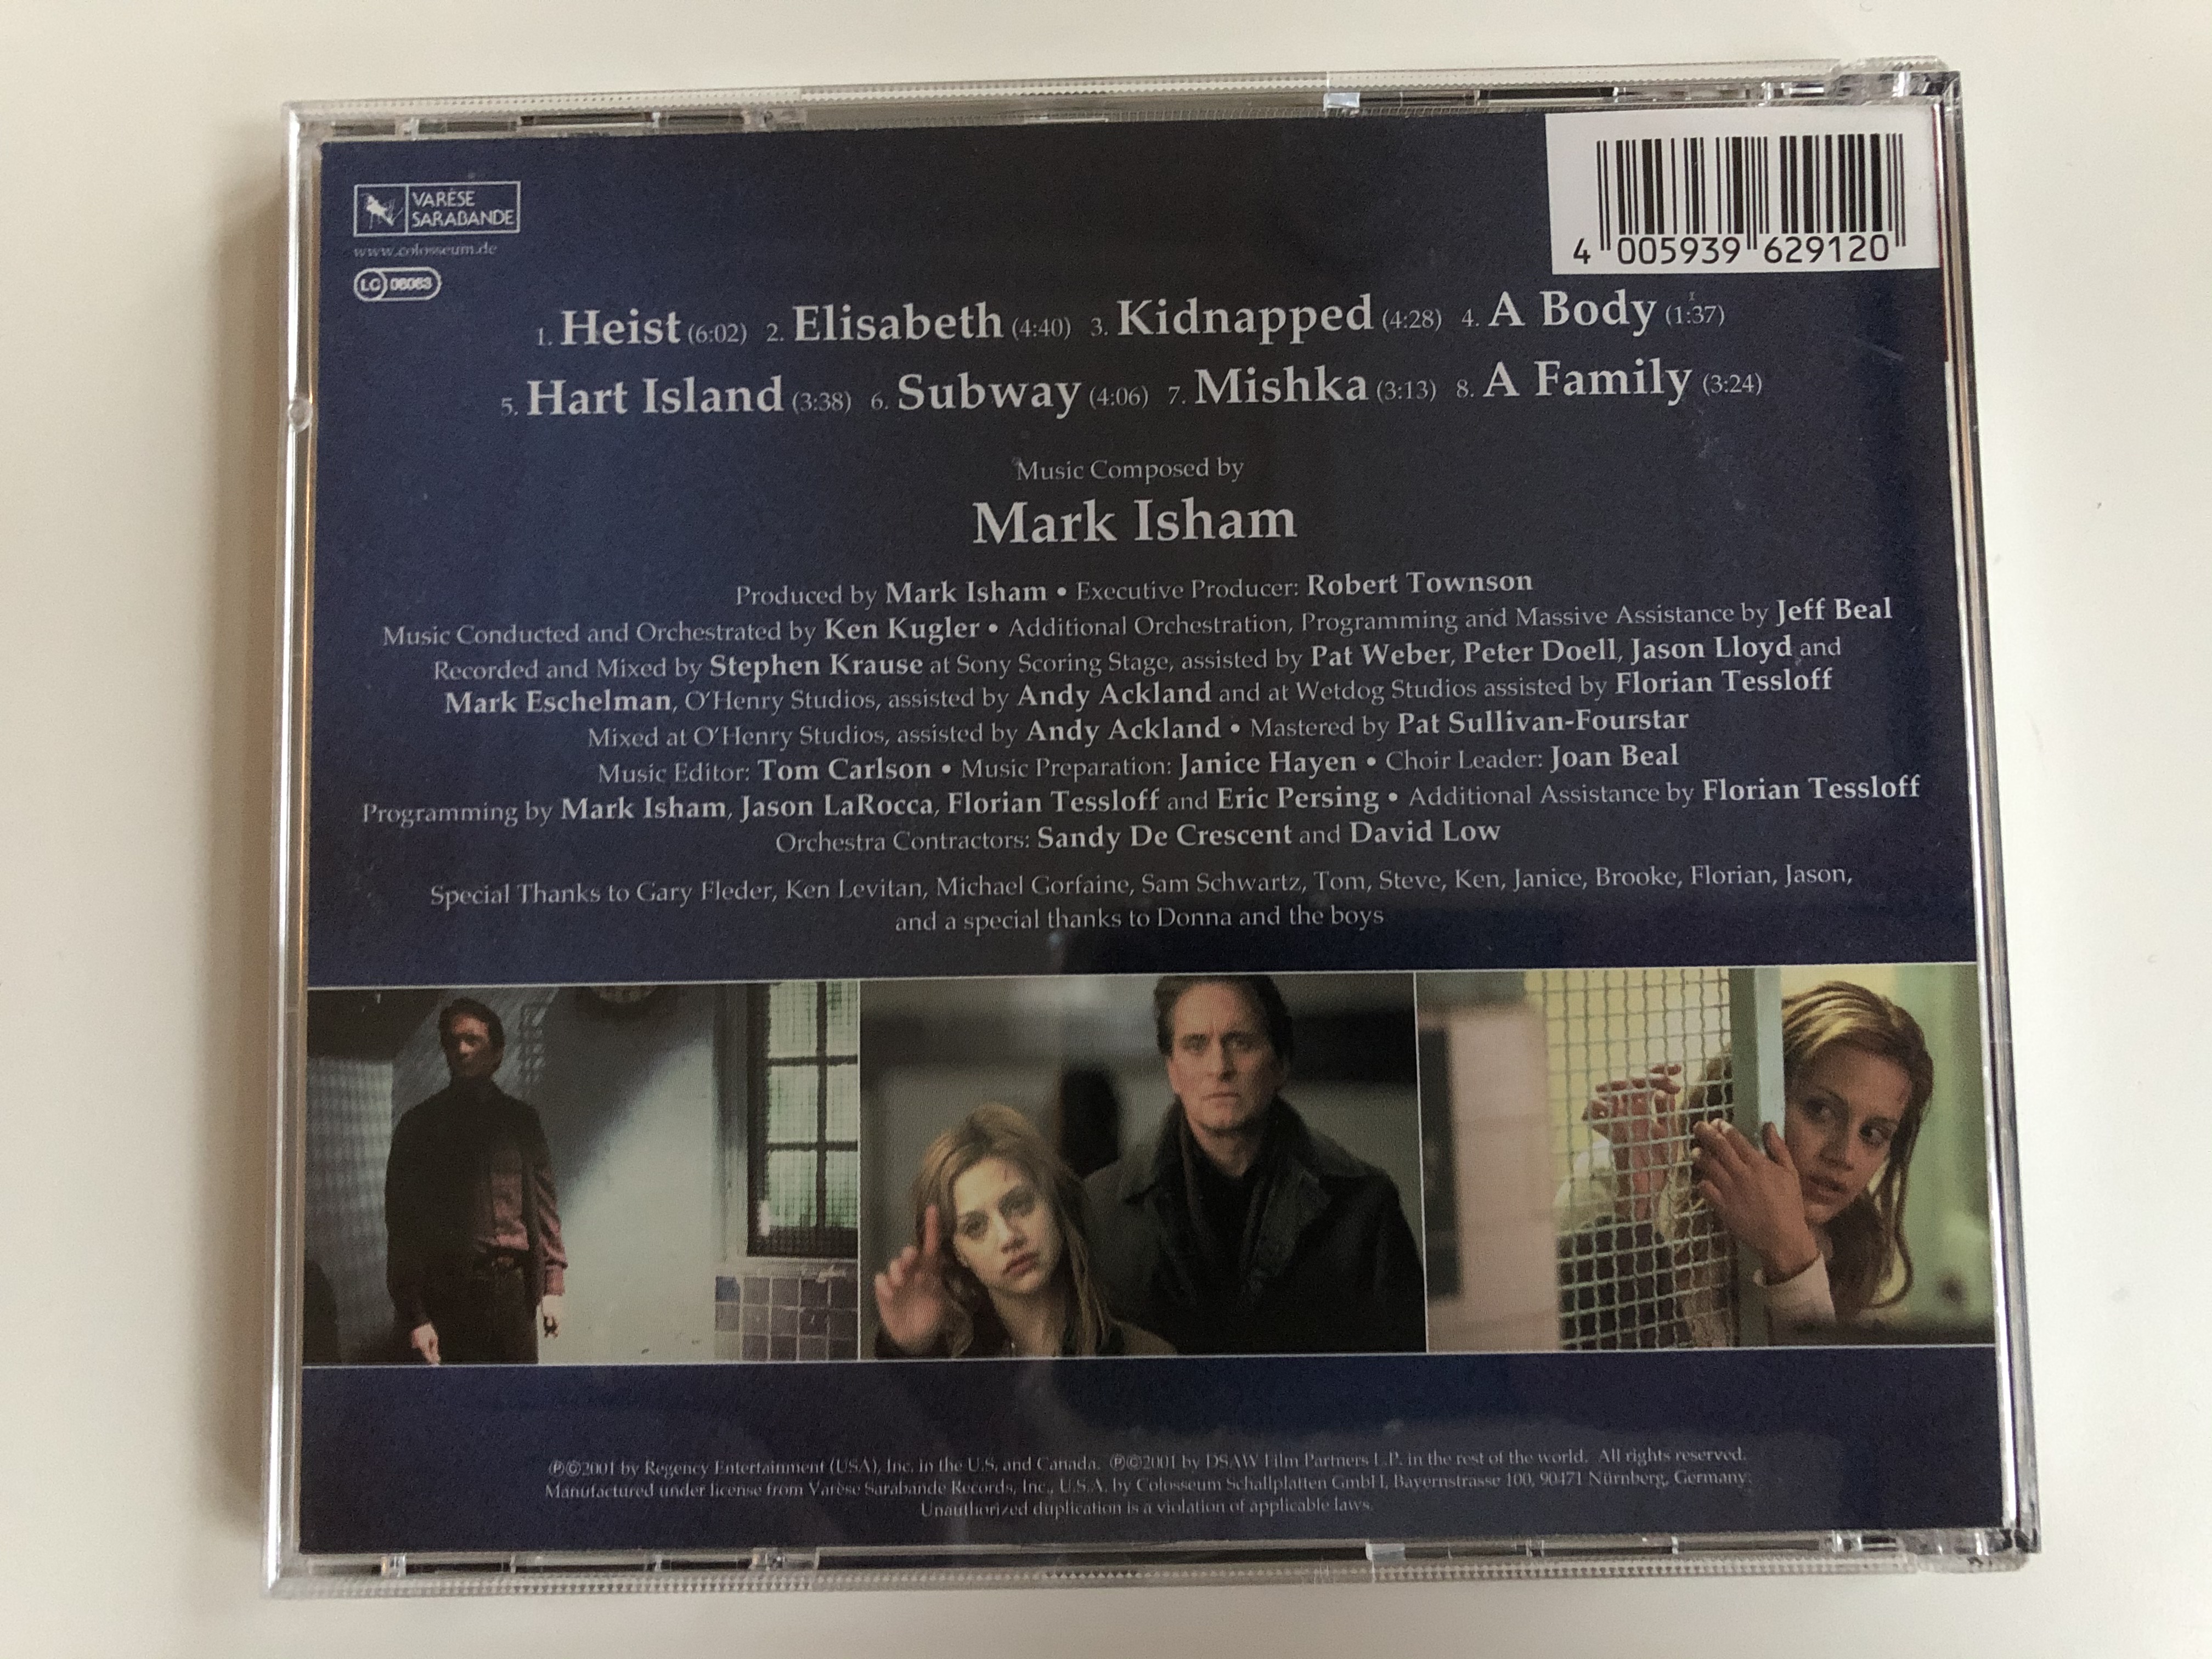 VARÈSE
SARABANDE
www.colosseum.de
LC 06083
4 005939 629120
1. Heist (6:02) 2. Elisabeth (4:40) 3. Kidnapped (4:28) 4. A Body (1:37)
5. Hart Island (3:38) 6. Subway (4:06) 7. Mishka (3:13) 8. A Family (3:24)
Music Composed by
Mark Isham
Produced by Mark Isham • Executive Producer: Robert Townson
Music Conducted and Orchestrated by Ken Kugler • Additional Orchestration, Programming and Massive Assistance by Jeff Beal
Recorded and Mixed by Stephen Krause at Sony Scoring Stage, assisted by Pat Weber, Peter Doell, Jason Lloyd and
Mark Eschelman, O'Henry Studios, assisted by Andy Ackland and at Wetdog Studios assisted by Florian Tessloff
Mixed at O'Henry Studios, assisted by Andy Ackland • Mastered by Pat Sullivan-Fourstar
Music Editor: Tom Carlson • Music Preparation: Janice Hayen • Choir Leader: Joan Beal
Programming by Mark Isham, Jason LaRocca, Florian Tessloff and Eric Persing • Additional Assistance by Florian Tessloff
Orchestra Contractors: Sandy De Crescent and David Low
Special Thanks to Gary Fleder, Ken Levitan, Michael Gorfaine, Sam Schwartz, Tom, Steve, Ken, Janice, Brooke, Florian, Jason,
and a special thanks to Donna and the boys
℗©2001 by Regency Entertainment (USA), Inc. in the U.S. and Canada. ℗©2001 by DSAW Film Partners L.P. in the rest of the world. All rights reserved.
Manufactured under license from Varèse Sarabande Records, Inc., U.S.A. by Colosseum Schallplatten GmbH, Bayernstrasse 100, 90471 Nürnberg, Germany.
Unauthorized duplication is a violation of applicable laws.